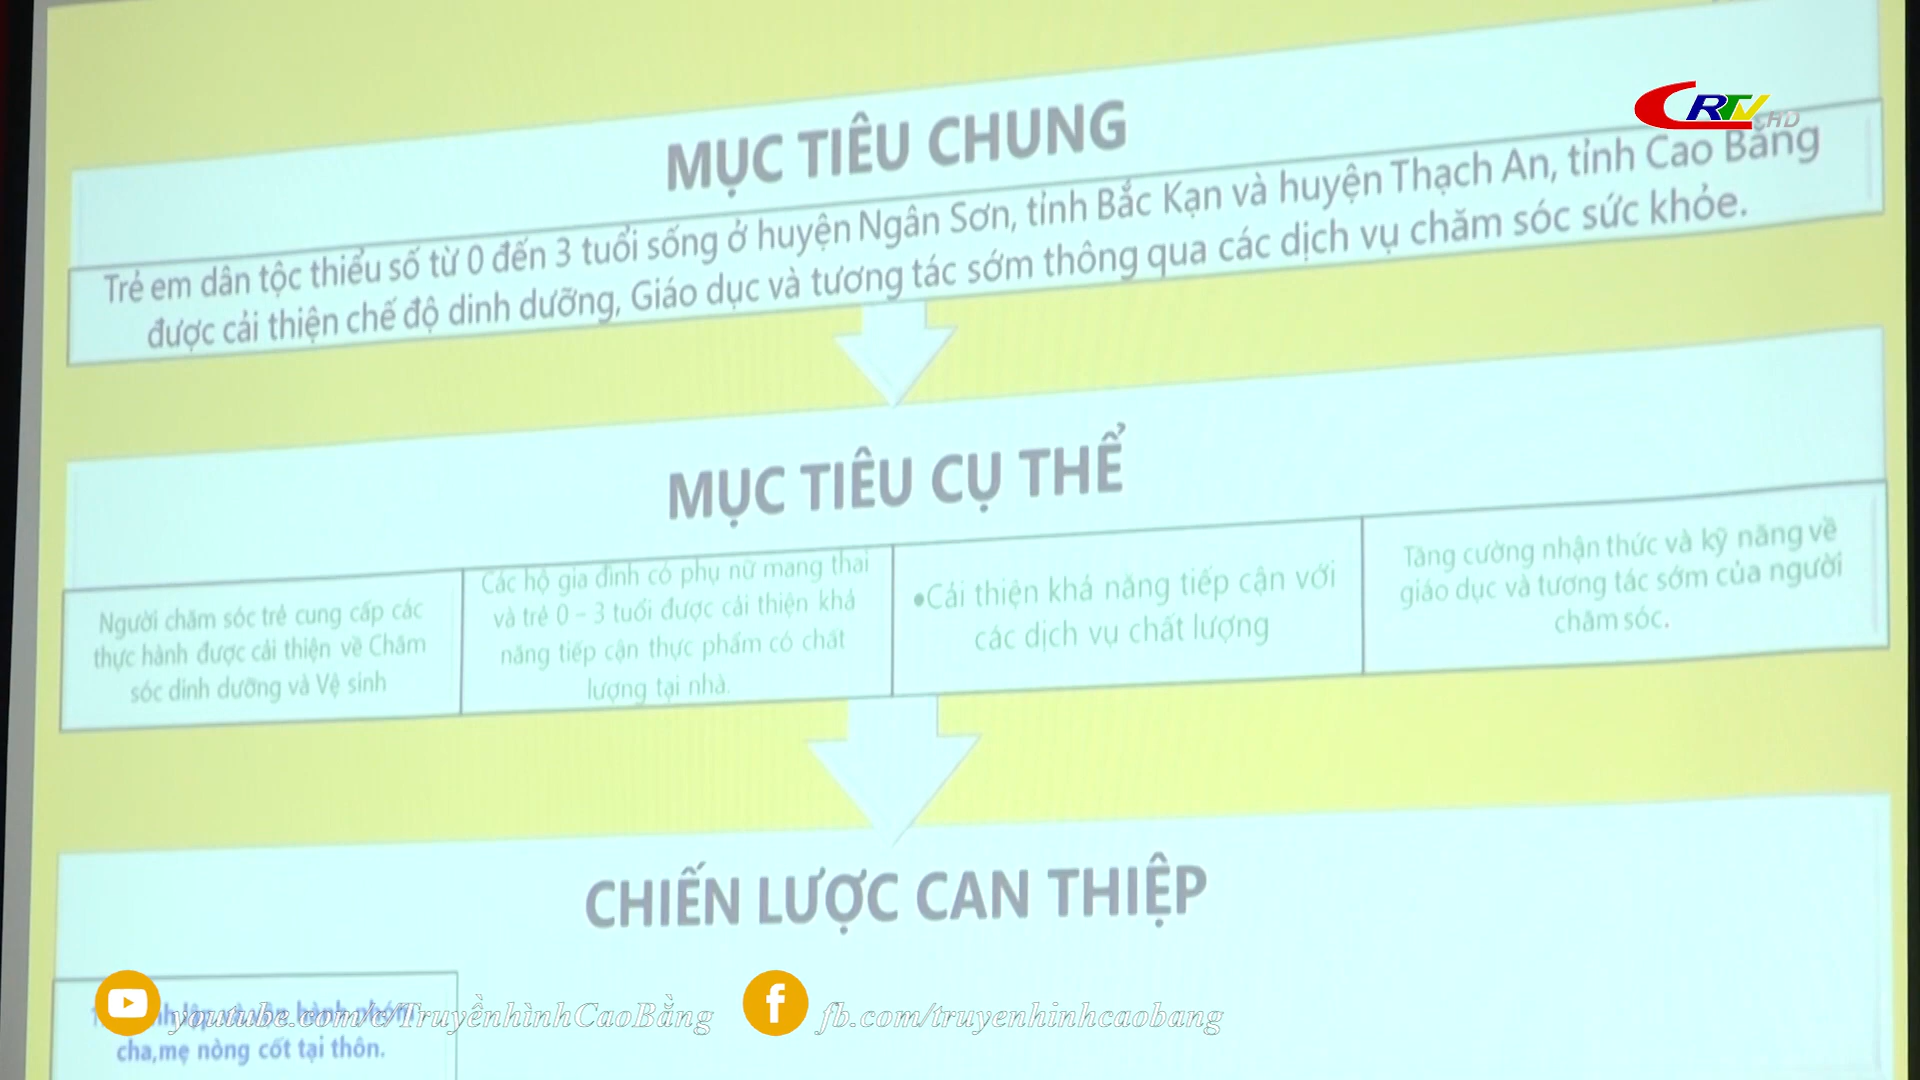 CRTV HD
MỤC TIÊU CHUNG
Trẻ em dân tộc thiểu số từ 0 đến 3 tuổi sống ở huyện Ngân Sơn, tỉnh Bắc Kạn và huyện Thạch An, tỉnh Cao Bằng
được cải thiện chế độ dinh dưỡng, Giáo dục và tương tác sớm thông qua các dịch vụ chăm sóc sức khỏe.
MỤC TIÊU CỤ THỂ
Người chăm sóc trẻ cung cấp các
thực hành được cải thiện về Chăm
sóc dinh dưỡng và Vệ sinh
Các hộ gia đình có phụ nữ mang thai
và trẻ 0 – 3 tuổi được cải thiện khả
năng tiếp cận thực phẩm có chất
lượng tại nhà.
•Cải thiện khả năng tiếp cận với
các dịch vụ chất lượng
Tăng cường nhận thức và kỹ năng về
giáo dục và tương tác sớm của người
chăm sóc.
CHIẾN LƯỢC CAN THIỆP
cha,mẹ nòng cốt tại thôn.
youtube.com/c/TruyềnhìnhCaoBằng
fb.com/truyenhinhcaobang